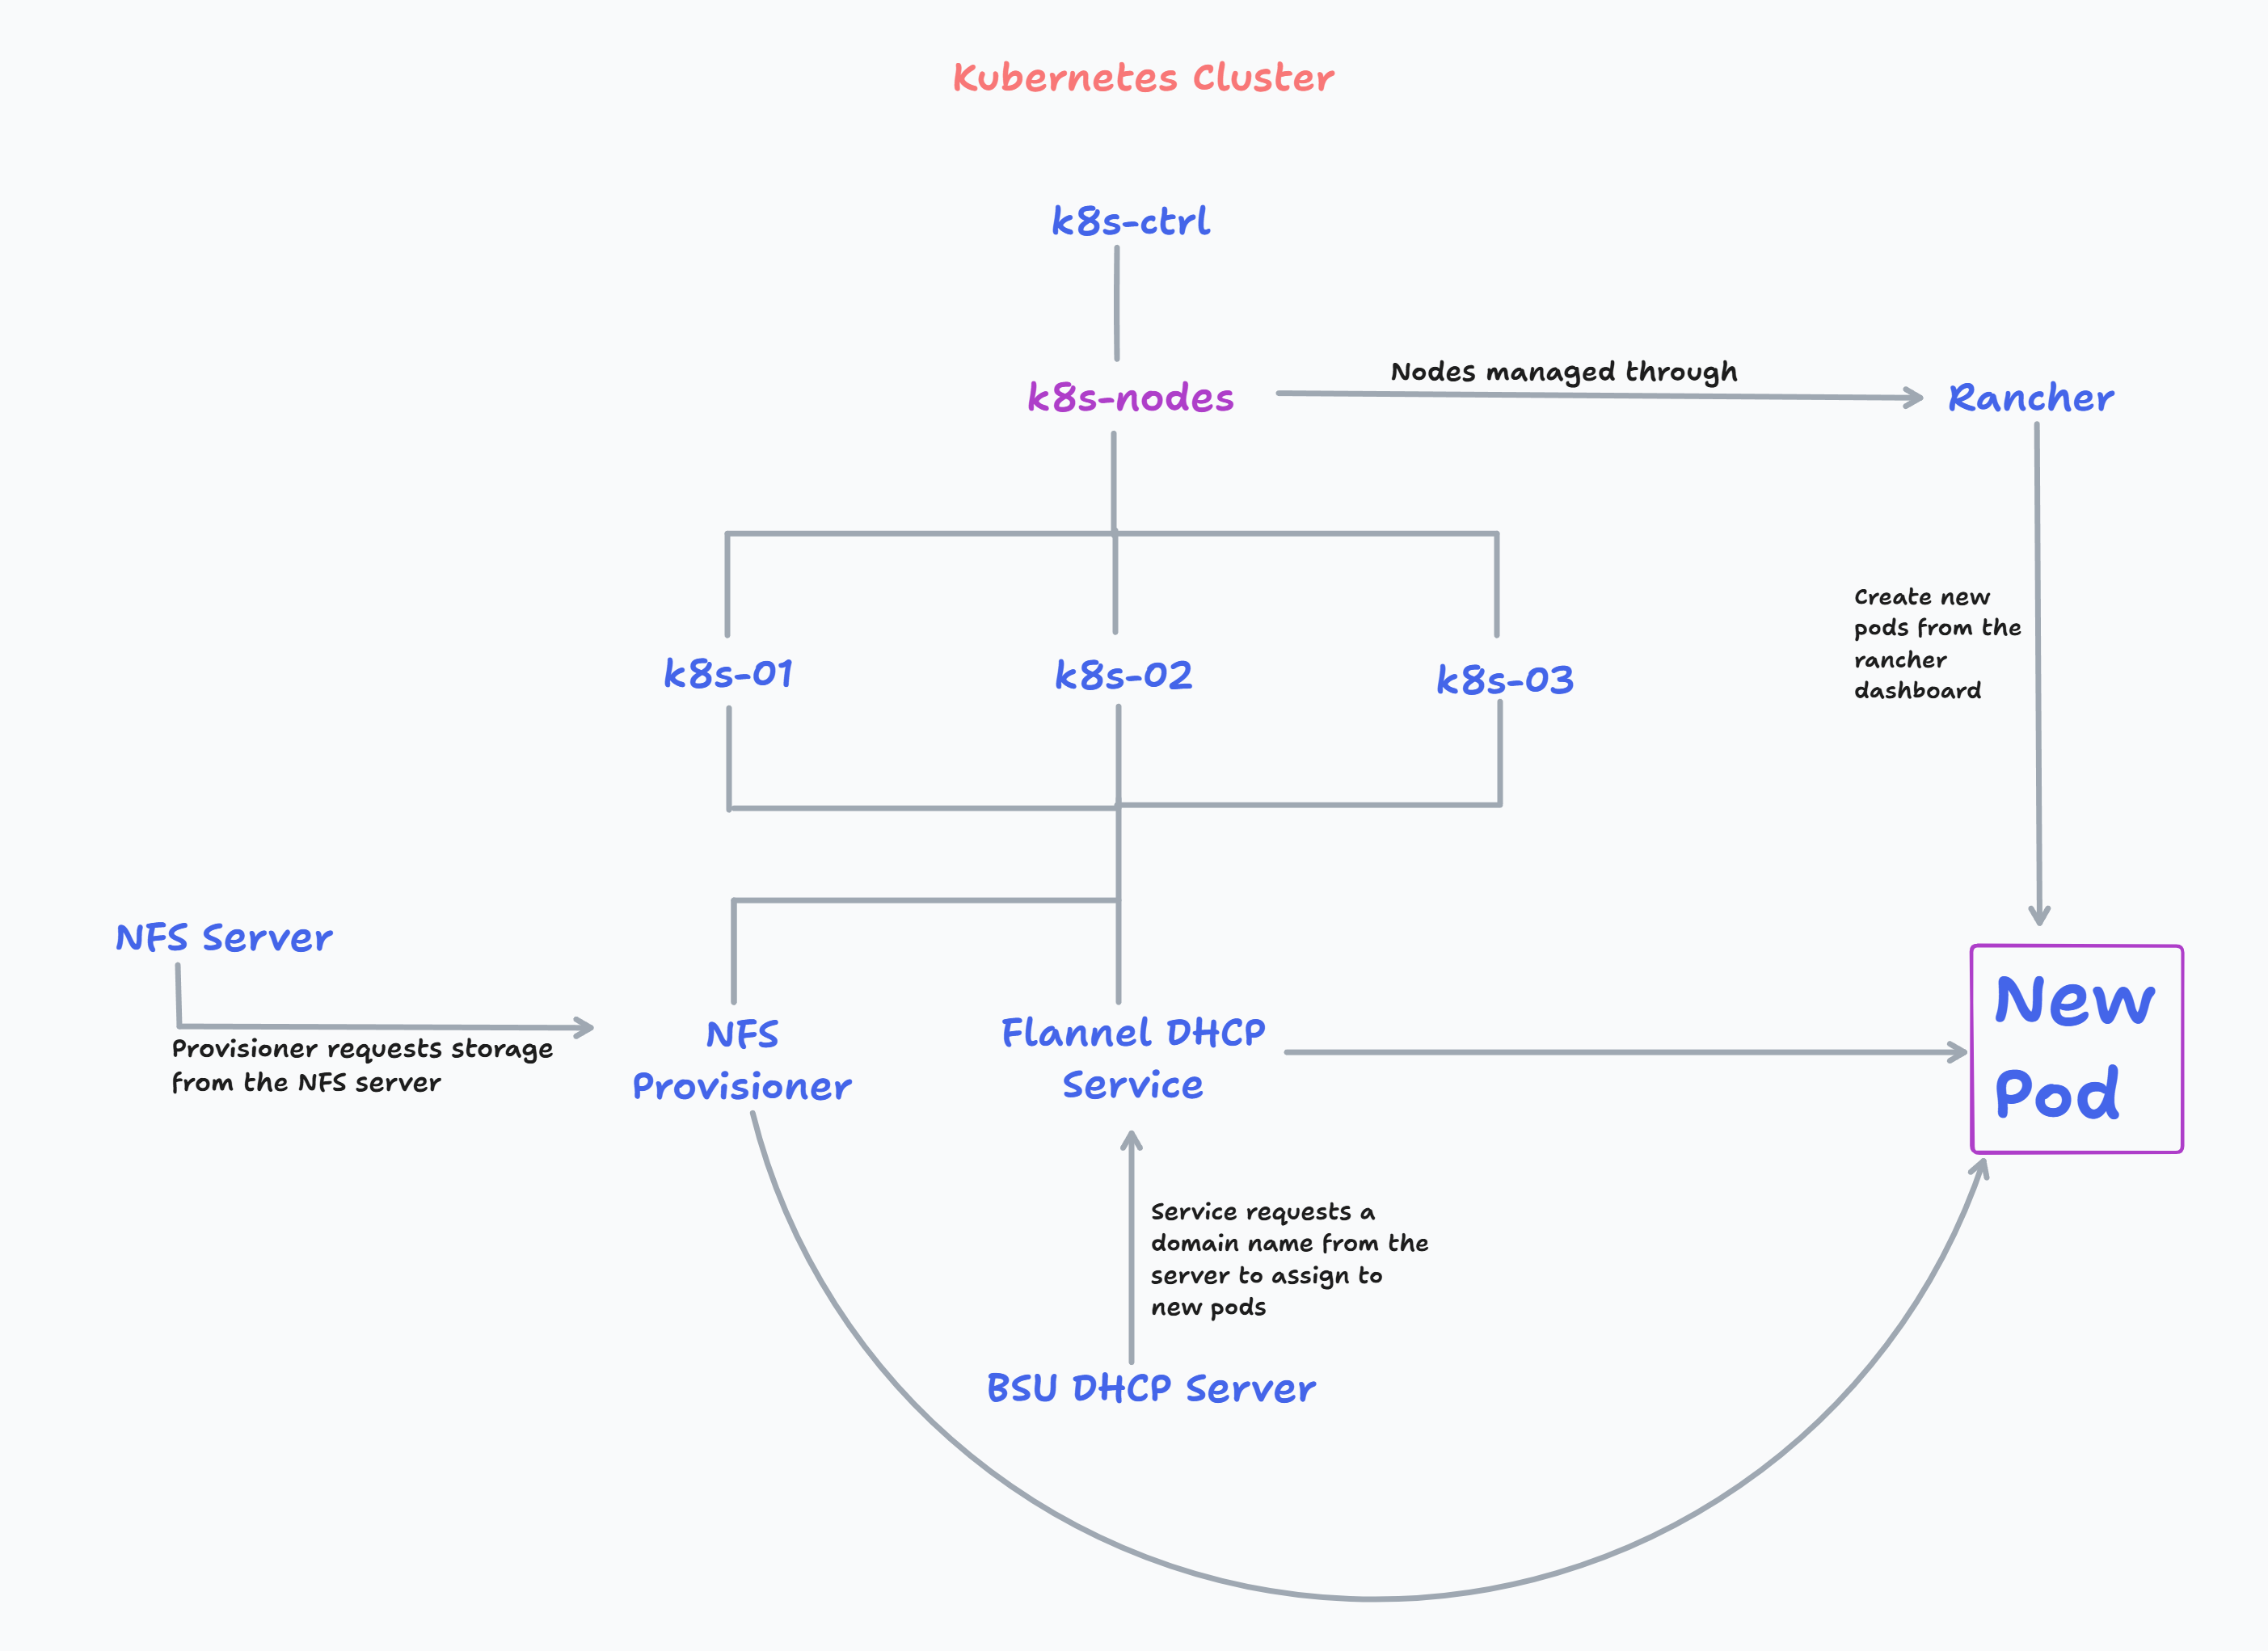 Kubernetes Cluster
k8s-ctrl
k8s-nodes
Nodes managed through
Rancher
k8s-01
k8s-02
k8s-03
Create new
pods from the
rancher
dashboard
NFS Server
Provisioner requests storage
from the NFS server
NFS
Provisioner
Flannel DHCP
Service
New
Pod
Service requests a
domain name from the
server to assign to
new pods
BSU DHCP Server